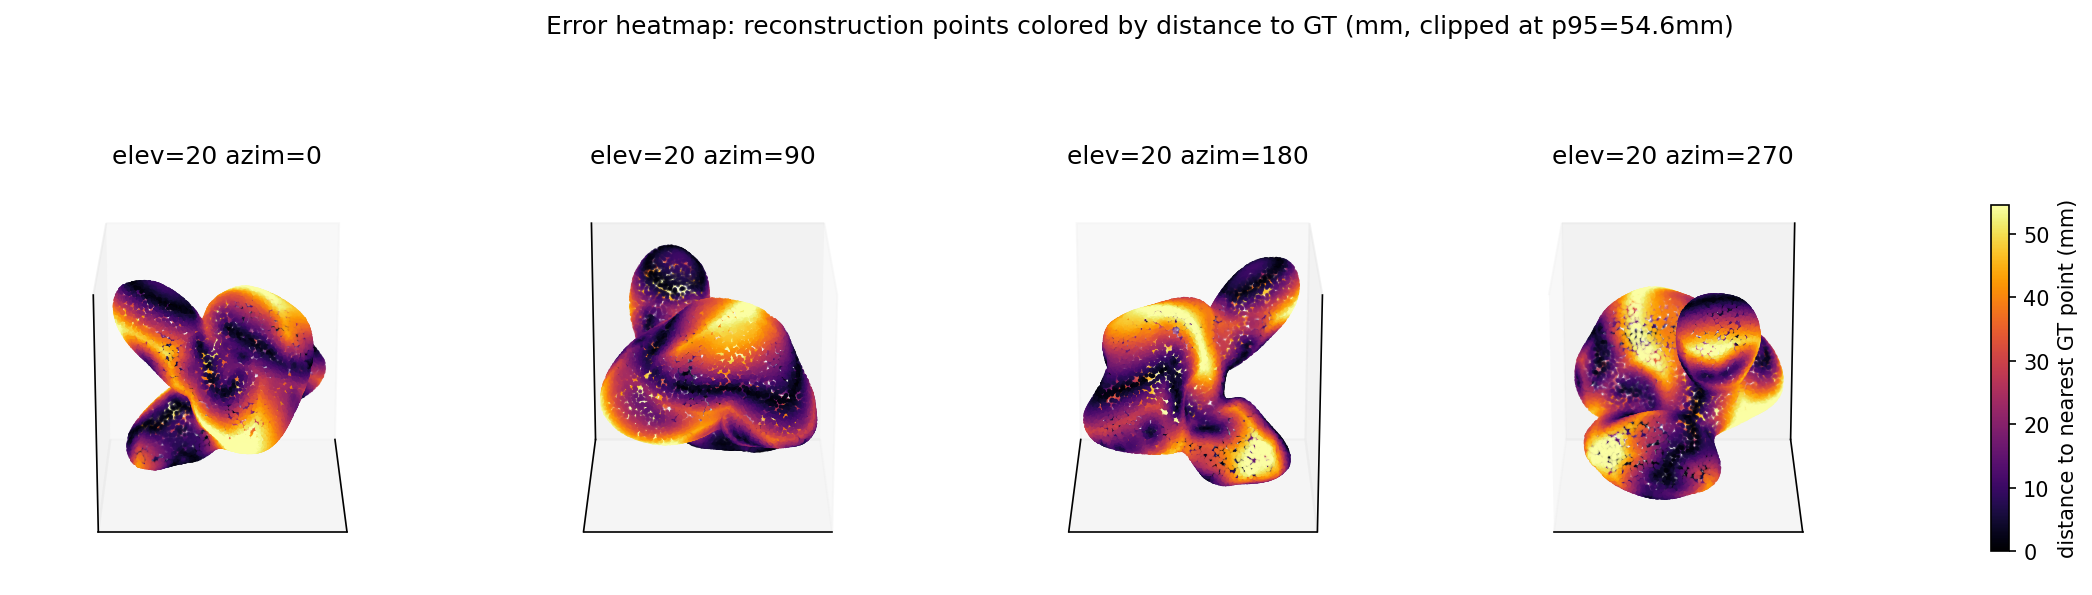 Error heatmap: reconstruction points colored by distance to GT (mm, clipped at p95=54.6mm)
elev=20 azim=0
elev=20 azim=90
elev=20 azim=180
elev=20 azim=270
50
40
30
20
10
0
distance to nearest GT point (mm)